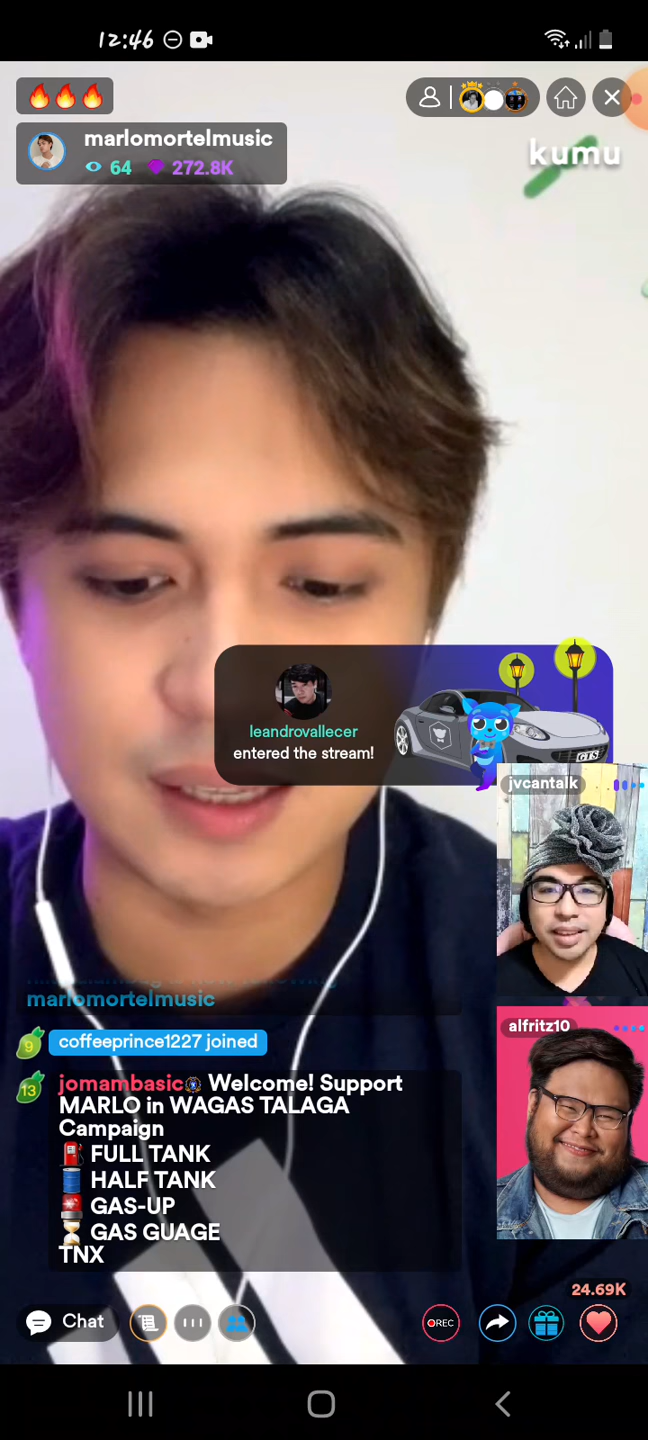 12:46
marlomortelmusic
64 272.8K
kumu
leandrovallecer
entered the stream!
GTS
jvcantalk
marlomortelmusic
9 coffeeprince1227 joined
alfritz10
13 jomambasic Welcome! Support
MARLO in WAGAS TALAGA
Campaign
FULL TANK
HALF TANK
GAS-UP
GAS GUAGE
TNX
24.69K
Chat
REC